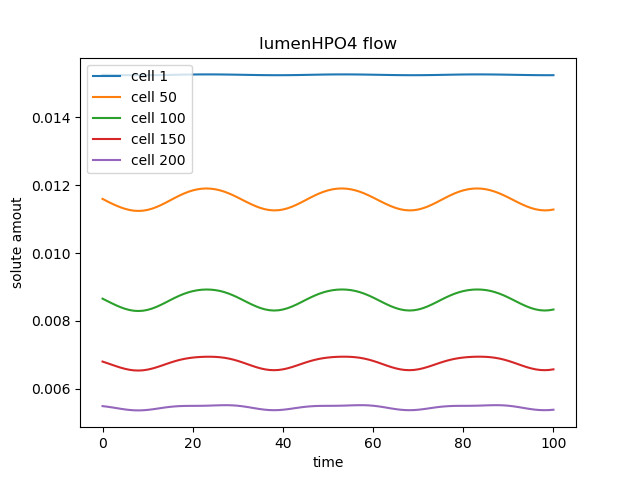 lumenHPO4 flow
cell 1
cell 50
cell 100
cell 150
cell 200
0.014
0.012
0.010
0.008
0.006
solute amout
0 20 40 60 80 100
time